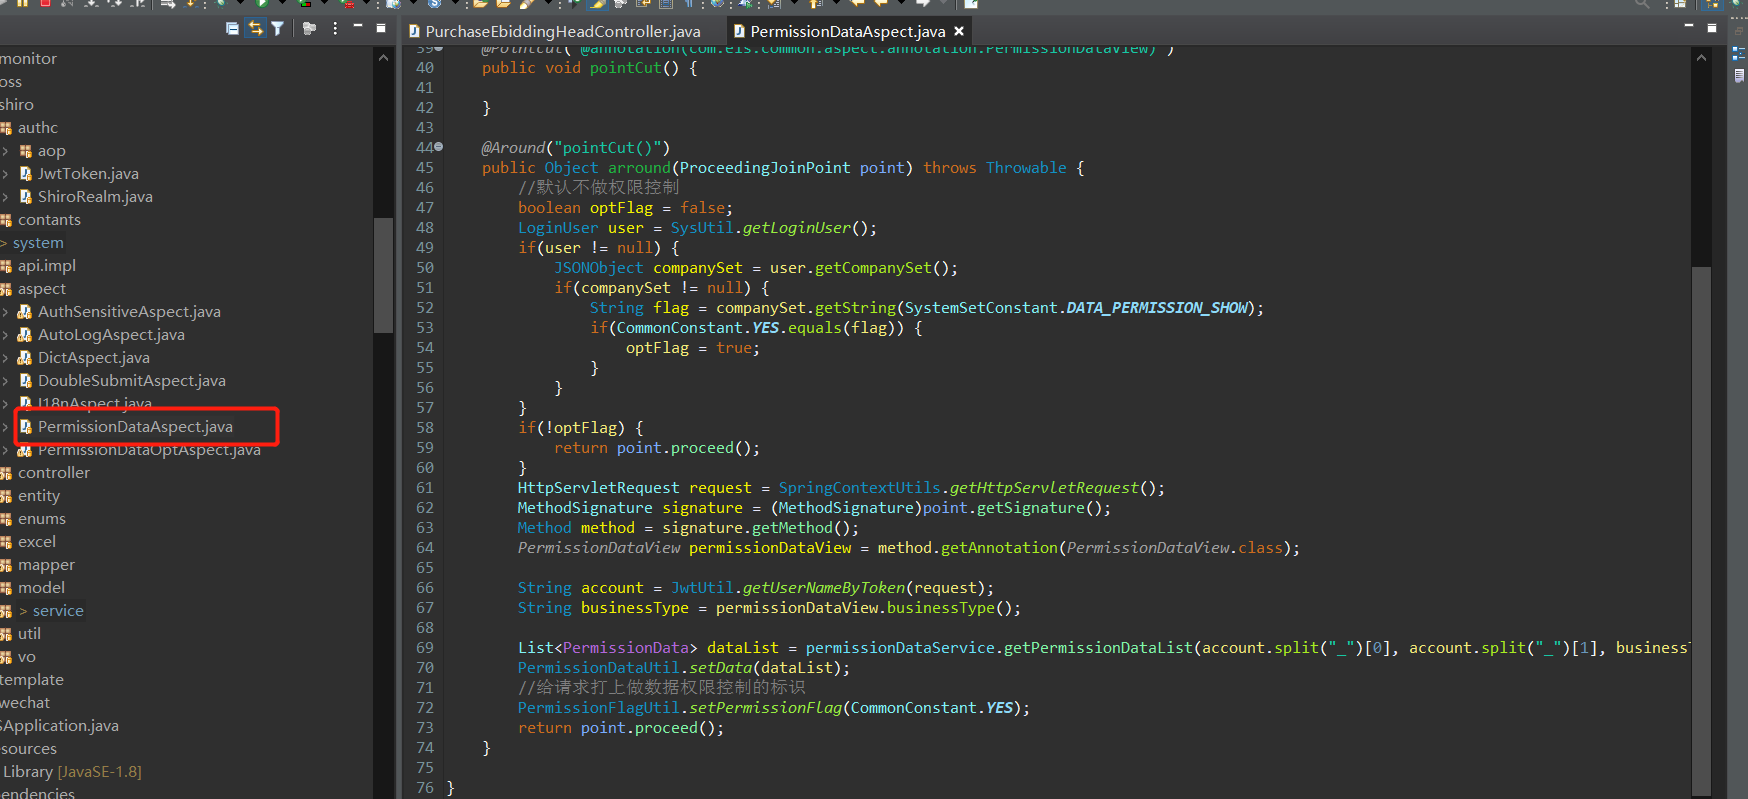 PurchaseEbiddingHeadController.java
PermissionDataAspect.java
monitor
oss
shiro
authc
aop
JwtToken.java
ShiroRealm.java
contants
> system
api.impl
aspect
AuthSensitiveAspect.java
AutoLogAspect.java
DictAspect.java
DoubleSubmitAspect.java
I18nAspect.java
PermissionDataAspect.java
PermissionDataOptAspect.java
controller
entity
enums
excel
mapper
model
> service
util
vo
template
wechat
SApplication.java
esources
Library [JavaSE-1.8]
endencies
39 @Pointcut("@annotation(com.els.common.aspect.annotation.PermissionDataView)")
40 public void pointCut() {
41
42 }
43
44 @Around("pointCut()")
45 public Object arround(ProceedingJoinPoint point) throws Throwable {
46 //默认不做权限控制
47 boolean optFlag = false;
48 LoginUser user = SysUtil.getLoginUser();
49 if(user != null) {
50 JSONObject companySet = user.getCompanySet();
51 if(companySet != null) {
52 String flag = companySet.getString(SystemSetConstant.DATA_PERMISSION_SHOW);
53 if(CommonConstant.YES.equals(flag)) {
54 optFlag = true;
55 }
56 }
57 }
58 if(!optFlag) {
59 return point.proceed();
60 }
61 HttpServletRequest request = SpringContextUtils.getHttpServletRequest();
62 MethodSignature signature = (MethodSignature)point.getSignature();
63 Method method = signature.getMethod();
64 PermissionDataView permissionDataView = method.getAnnotation(PermissionDataView.class);
65
66 String account = JwtUtil.getUserNameByToken(request);
67 String businessType = permissionDataView.businessType();
68
69 List<PermissionData> dataList = permissionDataService.getPermissionDataList(account.split("_")[0], account.split("_")[1], business
70 PermissionDataUtil.setData(dataList);
71 //给请求打上做数据权限控制的标识
72 PermissionFlagUtil.setPermissionFlag(CommonConstant.YES);
73 return point.proceed();
74 }
75
76 }